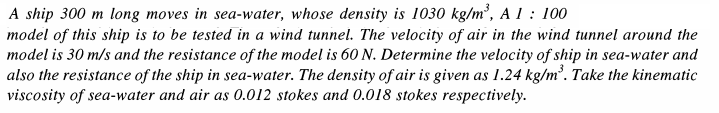 A ship 300 m long moves in sea-water, whose density is 1030 kg/m³, A 1 : 100
model of this ship is to be tested in a wind tunnel. The velocity of air in the wind tunnel around the
model is 30 m/s and the resistance of the model is 60 N. Determine the velocity of ship in sea-water and
also the resistance of the ship in sea-water. The density of air is given as 1.24 kg/m³. Take the kinematic
viscosity of sea-water and air as 0.012 stokes and 0.018 stokes respectively.